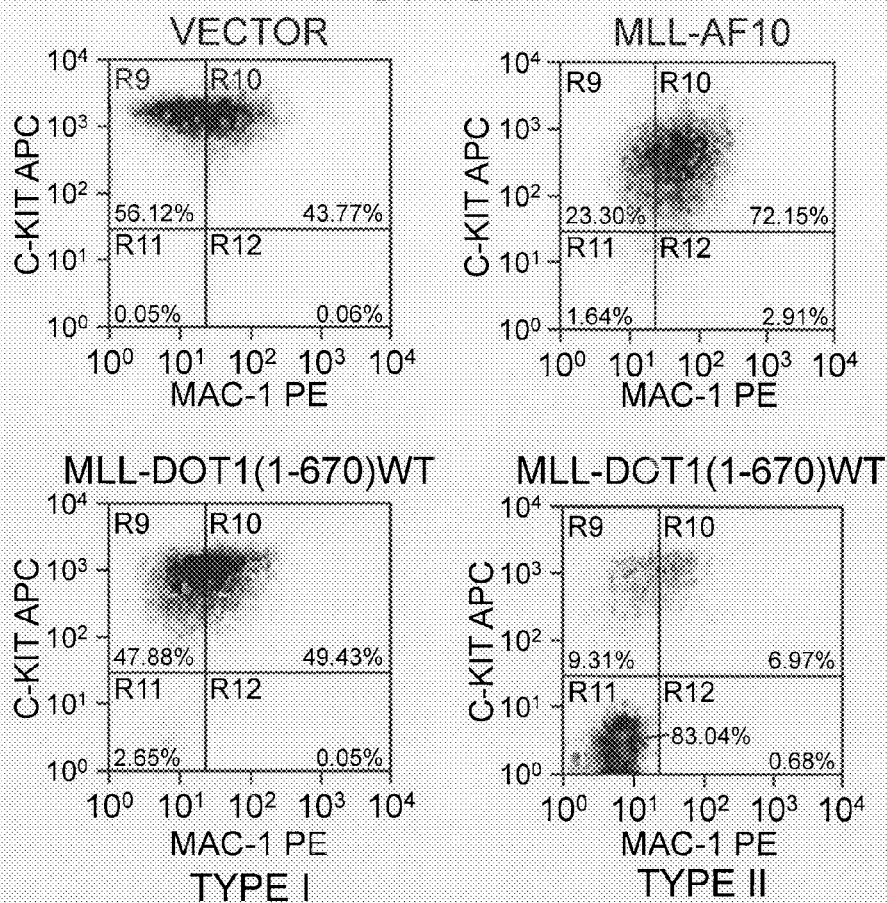 VECTOR
10⁴
R9 R10
10³
10²
56.12% 43.77%
R11 R12
10¹
0.05% 0.06%
10⁰
10⁰ 10¹ 10² 10³ 10⁴
C-KIT APC
MAC-1 PE
MLL-AF10
10⁴
R9 R10
10³
10²
23.30% 72.15%
R11 R12
10¹
1.64% 2.91%
10⁰
10⁰ 10¹ 10² 10³ 10⁴
C-KIT APC
MAC-1 PE
MLL-DOT1(1-670)WT
10⁴
R9 R10
10³
10²
47.88% 49.43%
R11 R12
10¹
2.65% 0.05%
10⁰
10⁰ 10¹ 10² 10³ 10⁴
C-KIT APC
MAC-1 PE
TYPE I
MLL-DOT1(1-670)WT
10⁴
R9 R10
10³
10²
9.31% 6.97%
R11 R12
10¹
83.04%
0.68%
10⁰
10⁰ 10¹ 10² 10³ 10⁴
C-KIT APC
MAC-1 PE
TYPE II